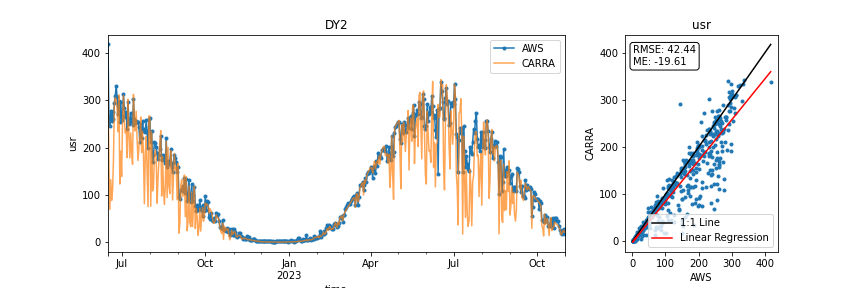 DY2
usr
400
300
200
100
0
usr
AWS
CARRA
Jul
Oct
Jan
2023
Apr
Jul
Oct
time
usr
RMSE: 42.44
ME: -19.61
400
300
200
100
0
CARRA
1:1 Line
Linear Regression
0 100 200 300 400
AWS